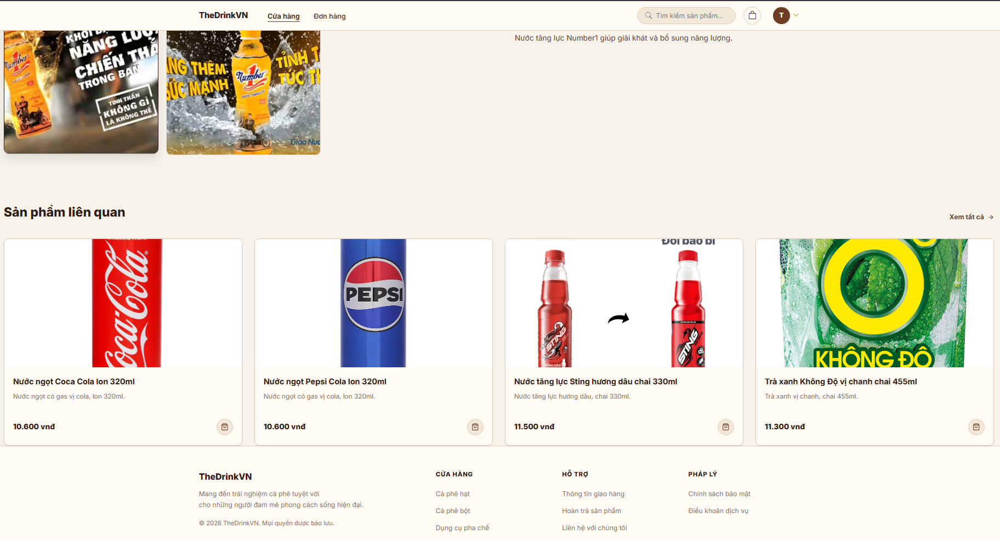 TheDrinkVN
Cửa hàng
Đơn hàng
Tìm kiếm sản phẩm...
T
NĂNG LƯỢNG
CHIẾN THẮ
TRONG BẠN
TINH THẦN
KHÔNG GÌ
LÀ KHÔNG THỂ
Number
1
NG THÊM
SỨC MẠNH
TỈNH T
TỨC TH
Number
1
NƯỚC TĂNG LỰC
Giao Nướ
Nước tăng lực Number1 giúp giải khát và bổ sung năng lượng.
Sản phẩm liên quan
Xem tất cả →
Coca-Cola
PEPSI
Đổi bao bì
STING
STING
KHÔNG ĐỘ
Nước ngọt Coca Cola lon 320ml
Nước ngọt có gas vị cola, lon 320ml.
10.600 vnđ
Nước ngọt Pepsi Cola lon 320ml
Nước ngọt có gas vị cola, lon 320ml.
10.600 vnđ
Nước tăng lực Sting hương dâu chai 330ml
Nước tăng lực hương dâu, chai 330ml.
11.500 vnđ
Trà xanh Không Độ vị chanh chai 455ml
Trà xanh vị chanh, chai 455ml.
11.300 vnđ
TheDrinkVN
Mang đến trải nghiệm cà phê tuyệt vời
cho những người đam mê phong cách sống hiện đại.
© 2026 TheDrinkVN. Mọi quyền được bảo lưu.
CỬA HÀNG
Cà phê hạt
Cà phê bột
Dụng cụ pha chế
HỖ TRỢ
Thông tin giao hàng
Hoàn trả sản phẩm
Liên hệ với chúng tôi
PHÁP LÝ
Chính sách bảo mật
Điều khoản dịch vụ